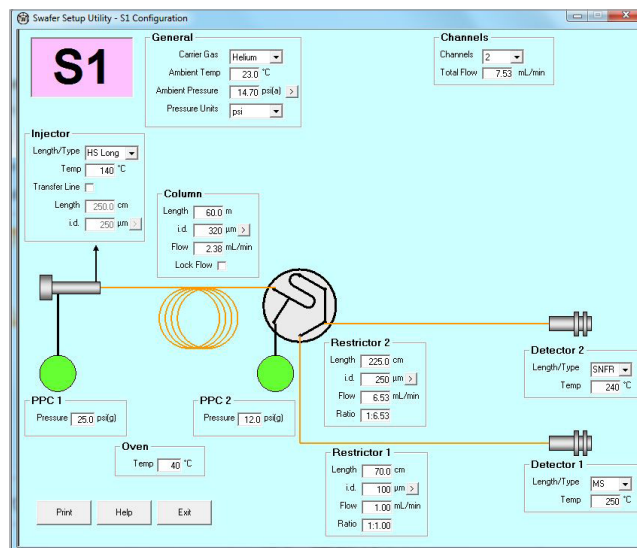 Swafer Setup Utility - S1 Configuration
S1
General
Carrier Gas Helium
Ambient Temp 23.0 °C
Ambient Pressure 14.70 psi(a) >
Pressure Units psi
Channels
Channels 2
Total Flow 7.53 mL/min
Injector
Length/Type HS Long
Temp 140 °C
Transfer Line
Length 250.0 cm
i.d. 250 µm >
Column
Length 60.0 m
i.d. 320 µm >
Flow 2.38 mL/min
Lock Flow
PPC 1
Pressure 25.0 psi(g)
PPC 2
Pressure 12.0 psi(g)
Restrictor 2
Length 225.0 cm
i.d. 250 µm >
Flow 6.53 mL/min
Ratio 1:6.53
Detector 2
Length/Type SNFR
Temp 240 °C
Oven
Temp 40 °C
Restrictor 1
Length 70.0 cm
i.d. 100 µm >
Flow 1.00 mL/min
Ratio 1:1.00
Detector 1
Length/Type MS
Temp 250 °C
Print
Help
Exit